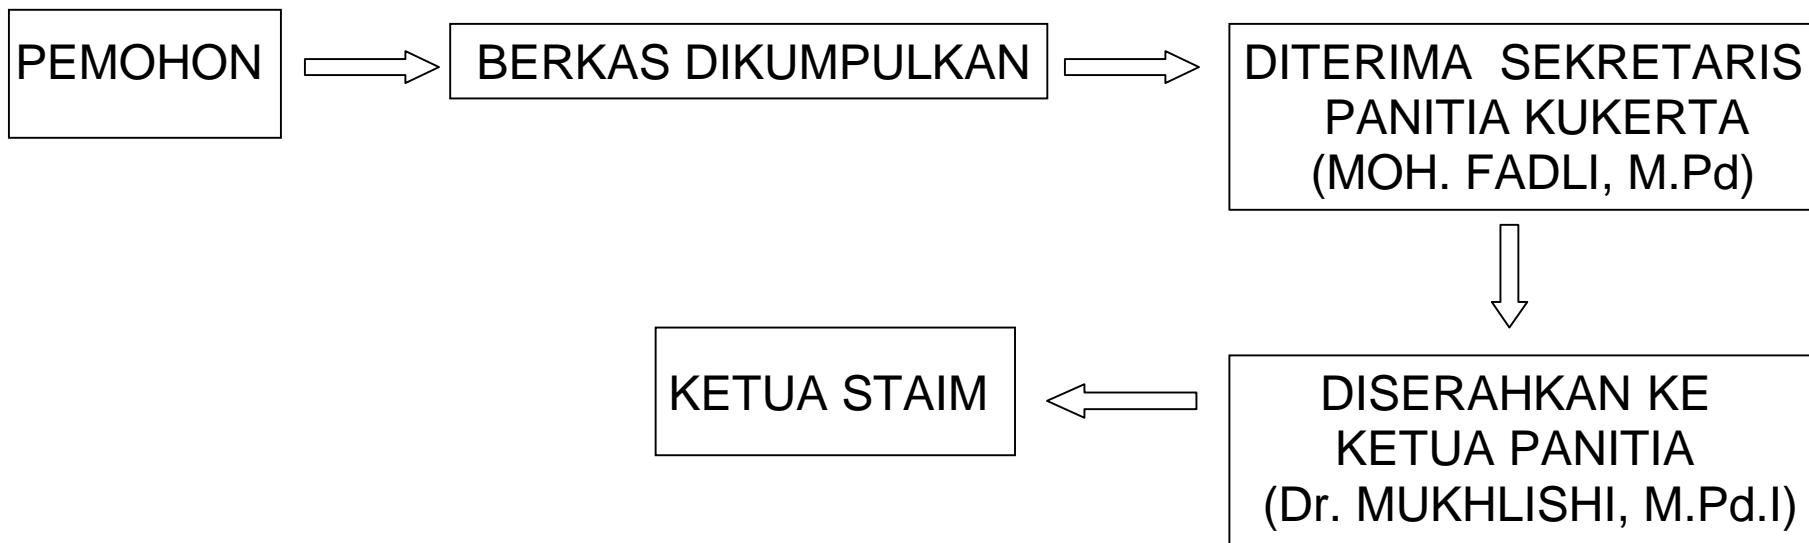 PEMOHON
BERKAS DIKUMPULKAN
DITERIMA SEKRETARIS
PANITIA KUKERTA
(MOH. FADLI, M.Pd)
KETUA STAIM
DISERAHKAN KE
KETUA PANITIA
(Dr. MUKHLISHI, M.Pd.I)